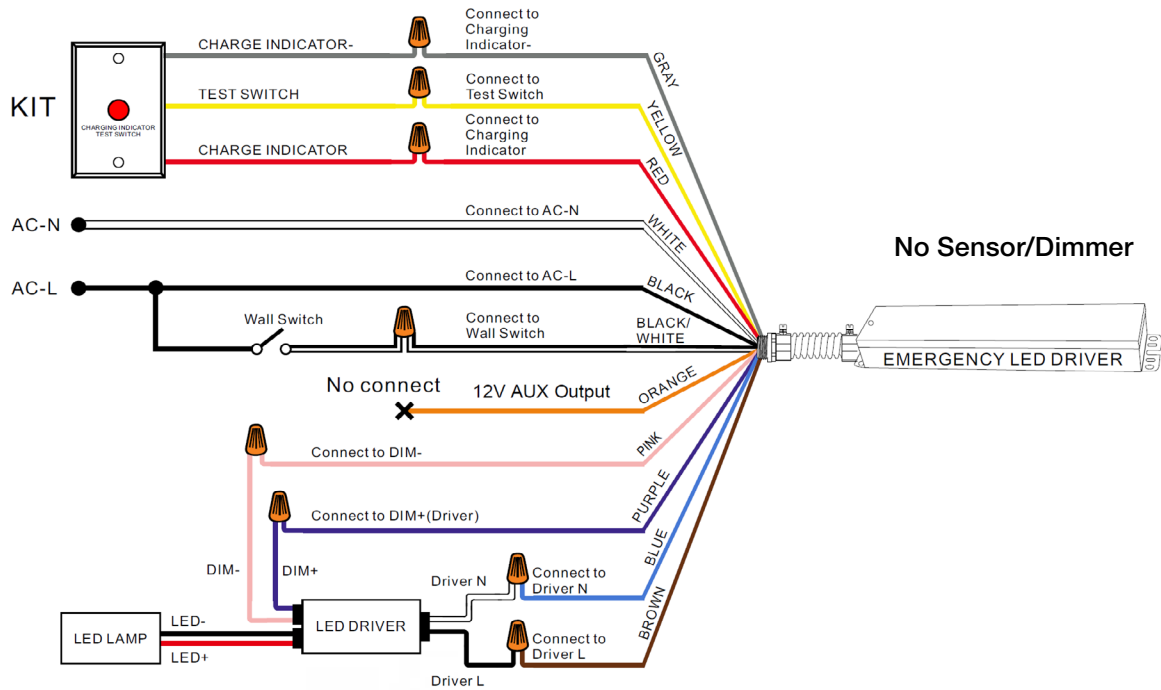 CHARGE INDICATOR-
Connect to
Charging
Indicator-
GRAY
KIT
CHARGING INDICATOR
TEST SWITCH
TEST SWITCH
Connect to
Test Switch
YELLOW
CHARGE INDICATOR
Connect to
Charging
Indicator
RED
AC-N
Connect to AC-N
WHITE
No Sensor/Dimmer
AC-L
Connect to AC-L
BLACK
Wall Switch
Connect to
Wall Switch
BLACK/
WHITE
EMERGENCY LED DRIVER
No connect
12V AUX Output
ORANGE
Connect to DIM-
PINK
Connect to DIM+(Driver)
PURPLE
BLUE
DIM-
DIM+
Driver N
Connect to
Driver N
BROWN
LED LAMP
LED-
LED+
LED DRIVER
Connect to
Driver L
Driver L